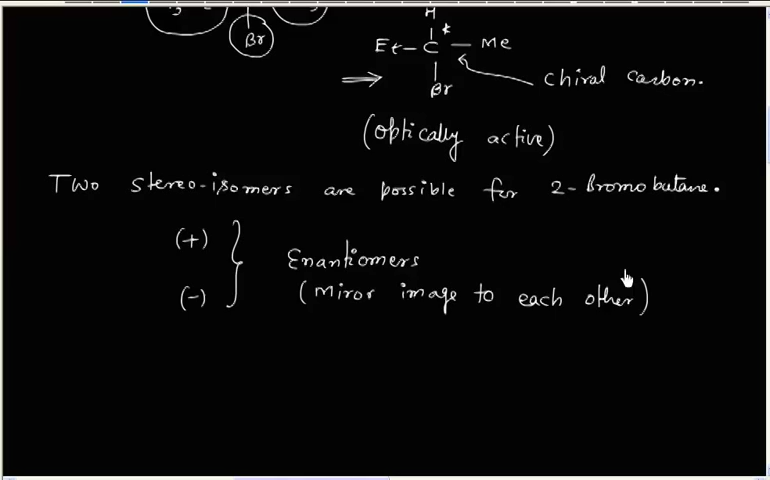 H
Br
*
Et-C-Me
Br
chiral carbon.
(optically active)
Two stereo-isomers are possible for 2-Bromobutane.
(+)
Enantiomers
(-)
(miror image to each other)